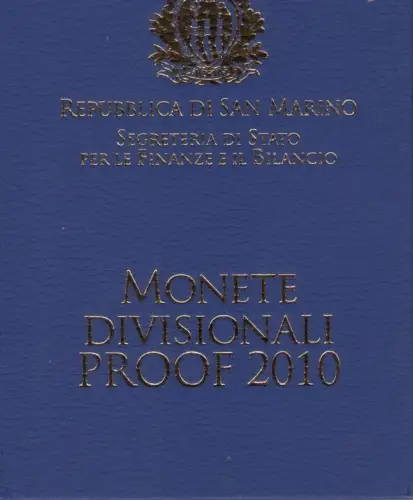 REPUBBLICA DI SAN MARINO
SEGRETERIA DI STATO
PER LE FINANZE E IL BILANCIO
MONETE
DIVISIONALI
PROOF 2010